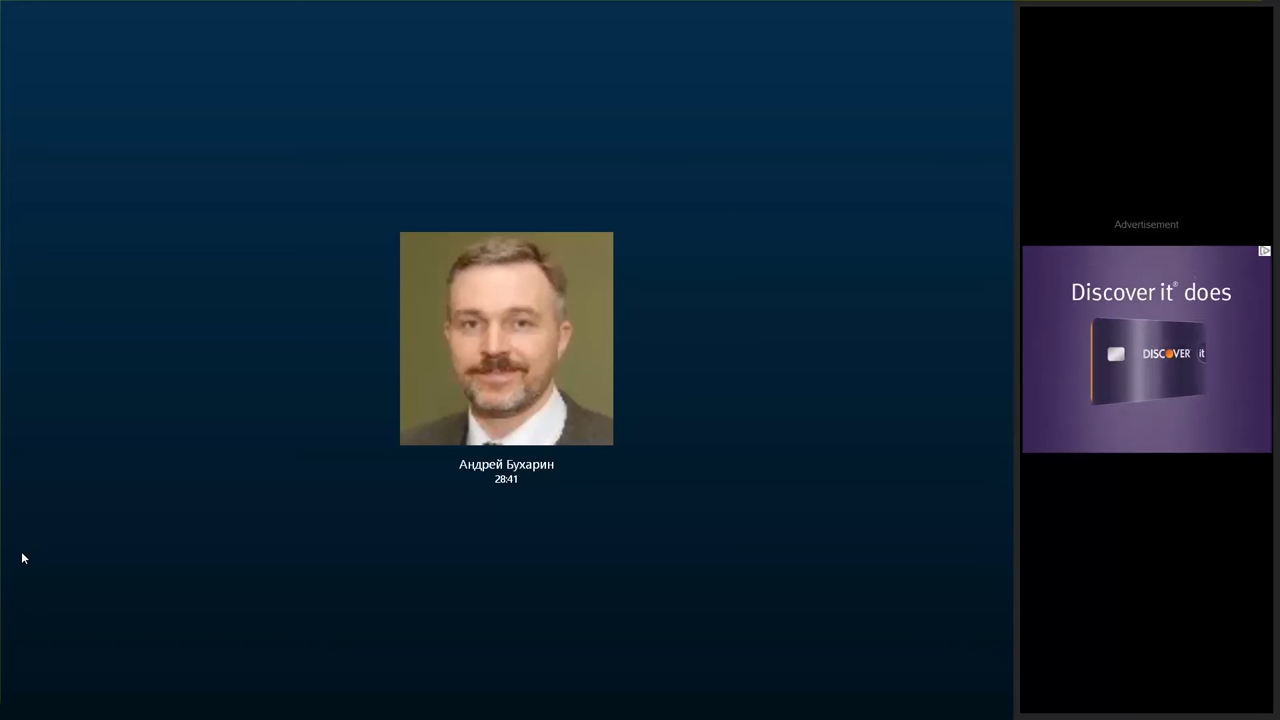 Андрей Бухарин
28:41
Advertisement
Discover it® does
DISCOVER it